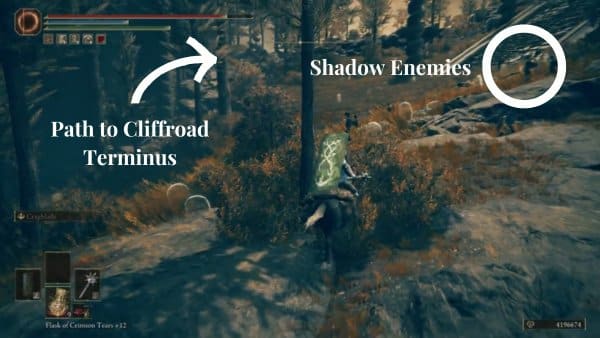 Shadow Enemies
Path to Cliffroad
Terminus
Flask of Crimson Tears +12
4196674